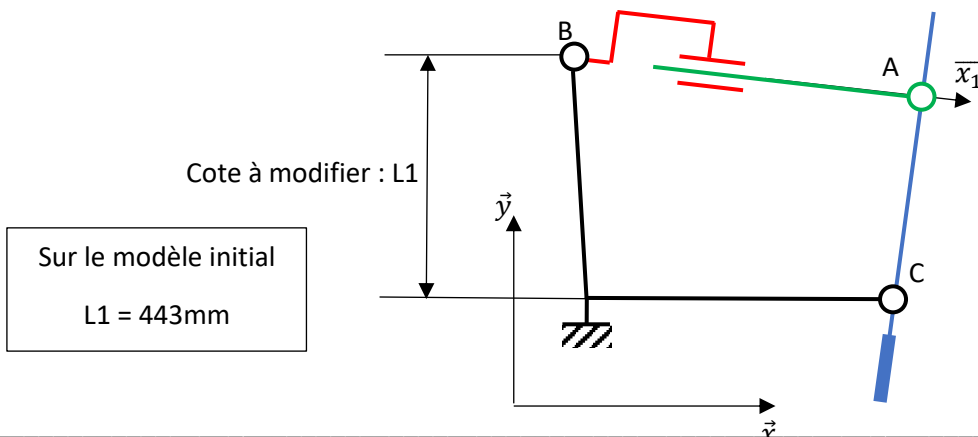 B
A
x₁
Cote à modifier : L1
y
Sur le modèle initial
L1 = 443mm
C
x